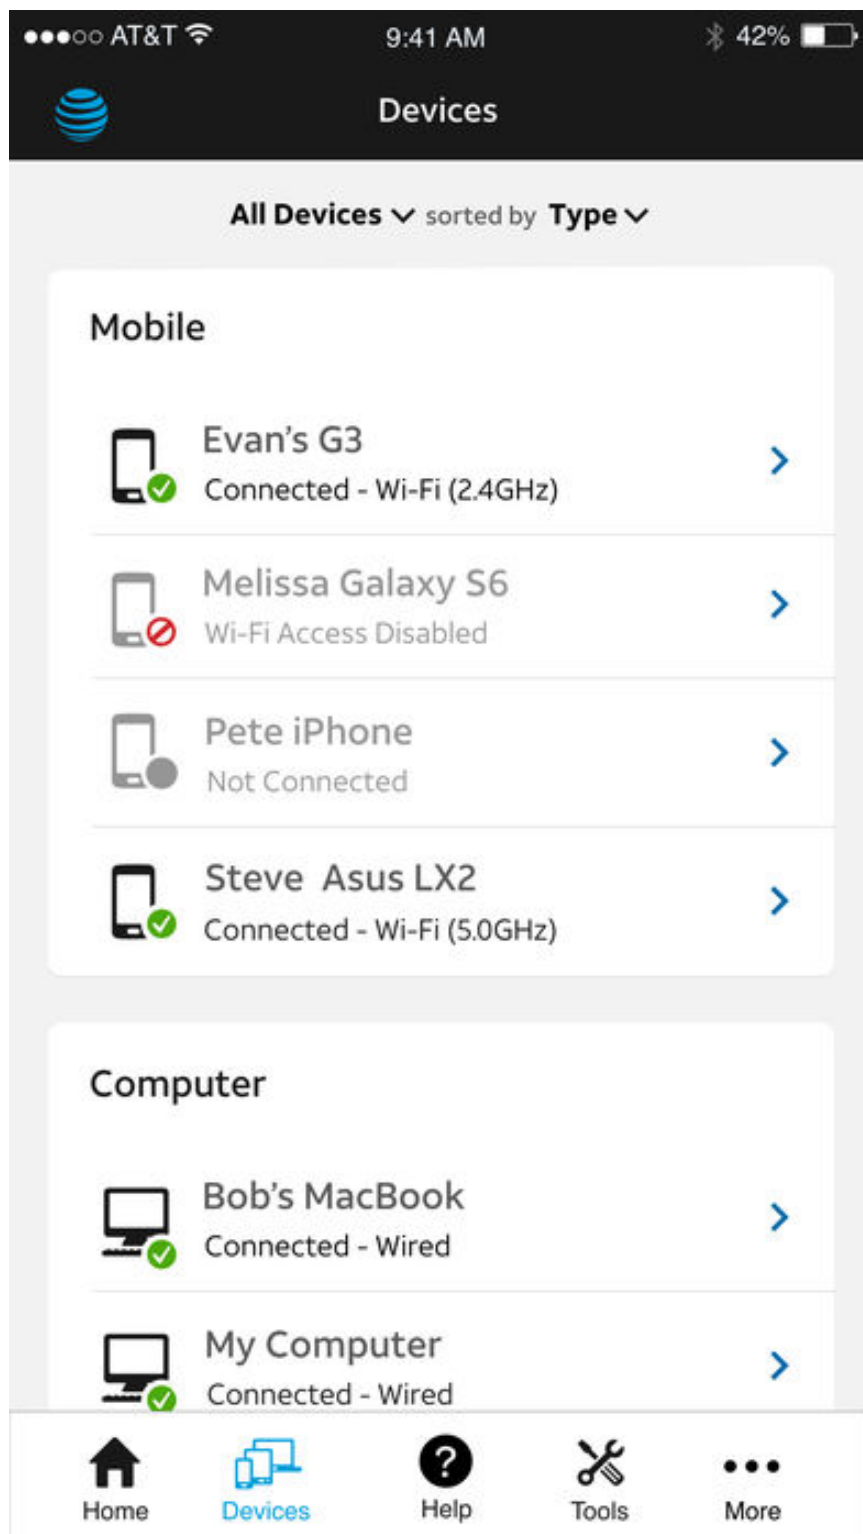 AT&T 9:41 AM 42%
Devices
All Devices sorted by Type
Mobile
Evan's G3
Connected - Wi-Fi (2.4GHz)
Melissa Galaxy S6
Wi-Fi Access Disabled
Pete iPhone
Not Connected
Steve Asus LX2
Connected - Wi-Fi (5.0GHz)
Computer
Bob's MacBook
Connected - Wired
My Computer
Connected - Wired
Home Devices Help Tools More